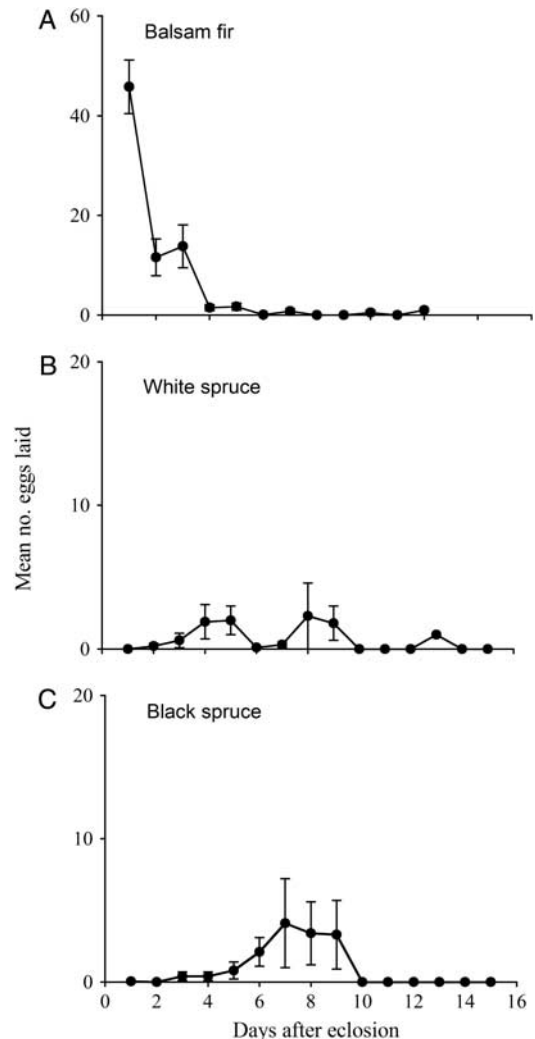 A
Balsam fir
60
40
20
0
B
White spruce
20
10
0
Mean no. eggs laid
C
Black spruce
20
10
0
0 2 4 6 8 10 12 14 16
Days after eclosion